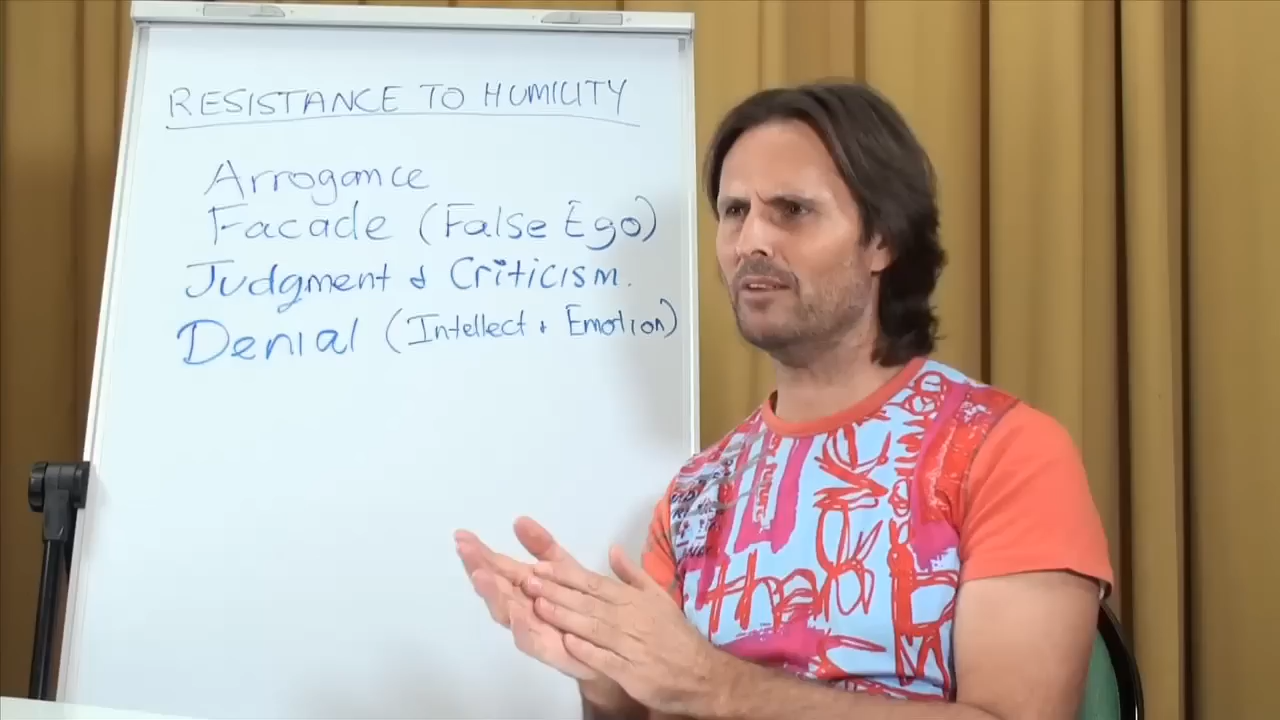 RESISTANCE TO HUMILITY
Arrogance
Facade (False Ego)
Judgment & Criticism.
Denial (Intellect + Emotion)